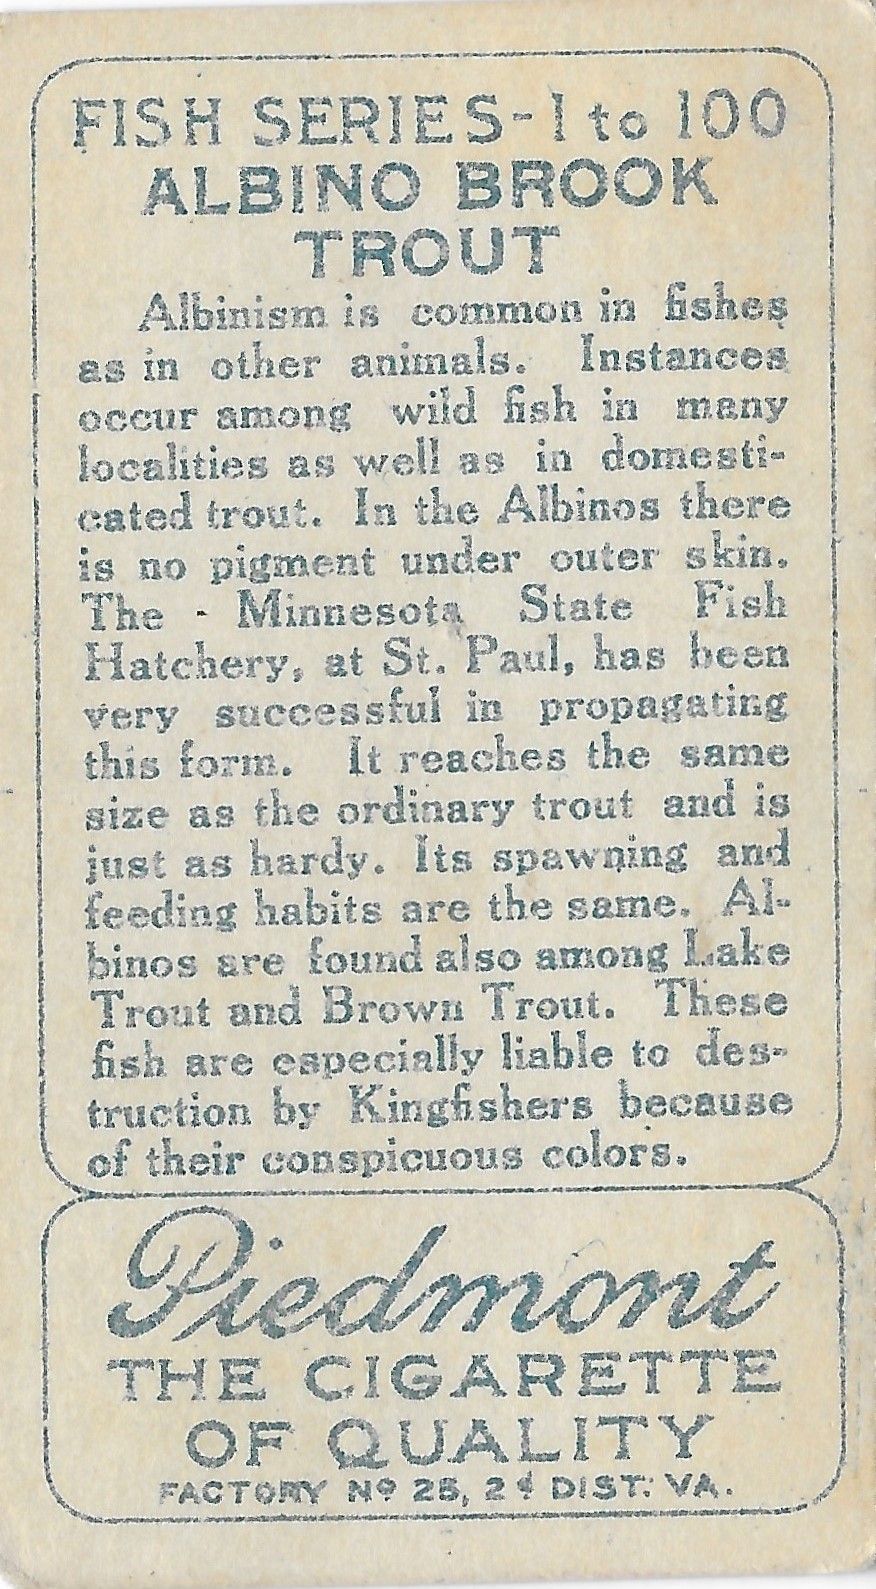 FISH SERIES-1 to 100
ALBINO BROOK
TROUT
Albinism is common in fishes
as in other animals. Instances
occur among wild fish in many
localities as well as in domesti-
cated trout. In the Albinos there
is no pigment under outer skin.
The - Minnesota State Fish
Hatchery, at St. Paul, has been
very successful in propagating
this form. It reaches the same
size as the ordinary trout and is
just as hardy. Its spawning and
feeding habits are the same. Al-
binos are found also among Lake
Trout and Brown Trout. These
fish are especially liable to des-
truction by Kingfishers because
of their conspicuous colors.
Piedmont
THE CIGARETTE
OF QUALITY
FACTORY Nº 25, 2d DIST. VA.